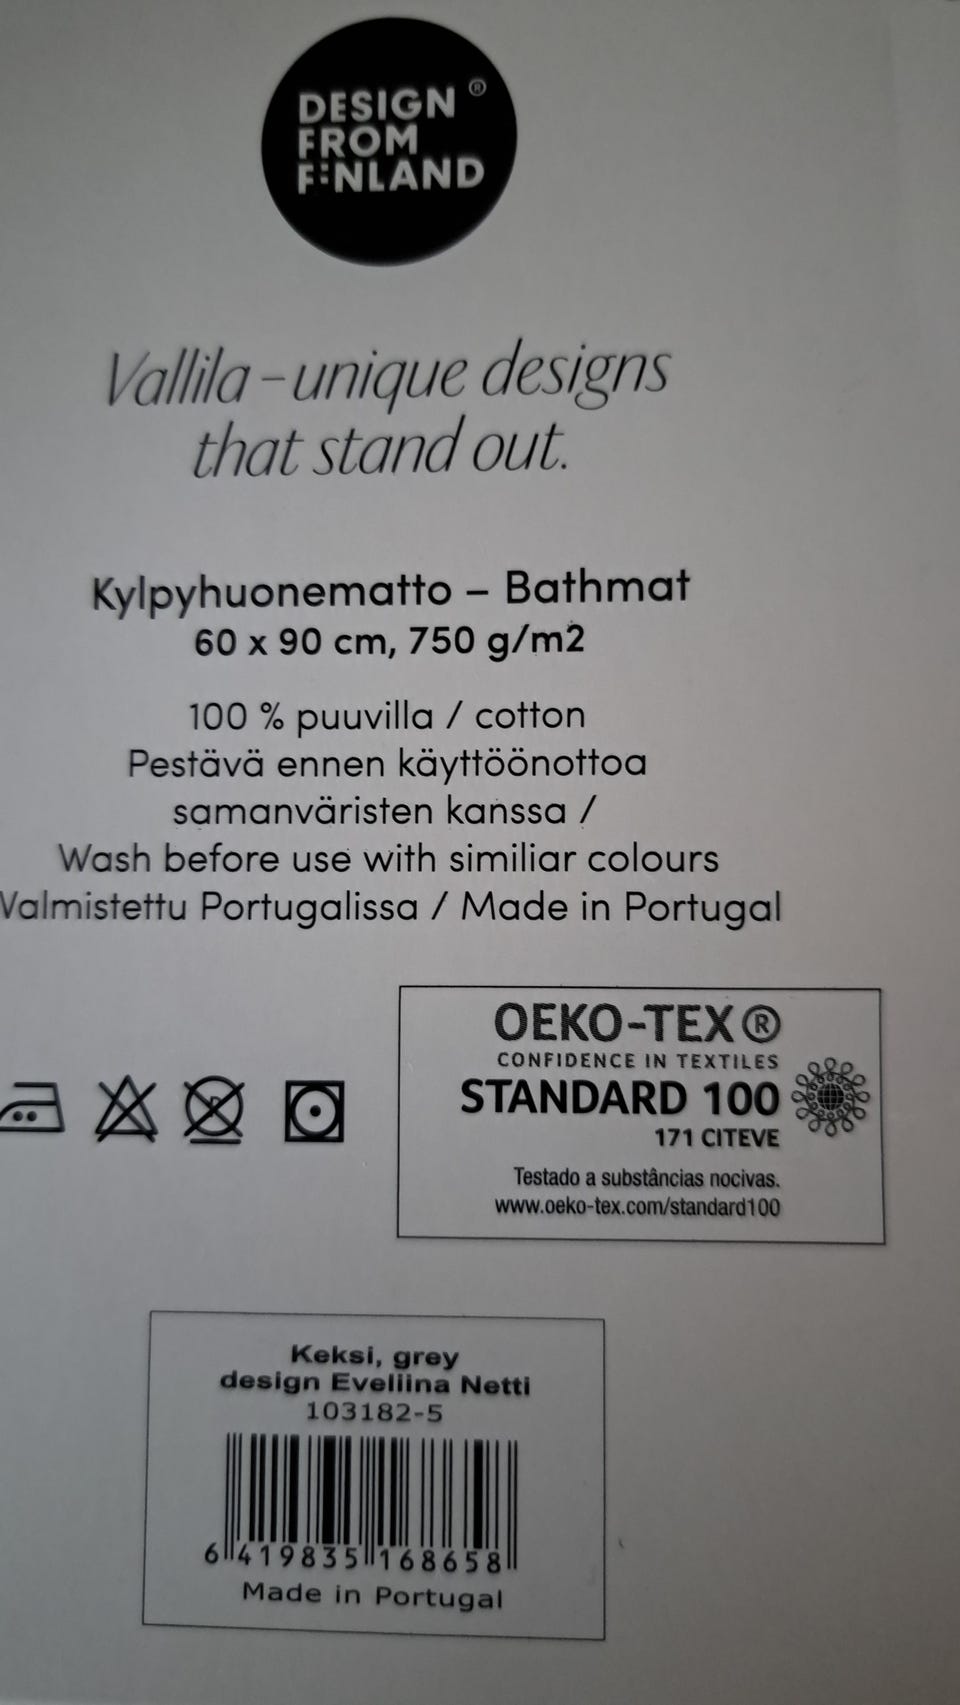 DESIGN ®
FROM
FINLAND
Vallila – unique designs
that stand out.
Kylpyhuonematto – Bathmat
60 x 90 cm, 750 g/m2
100 % puuvilla / cotton
Pestävä ennen käyttöönottoa
samanväristen kanssa /
Wash before use with similiar colours
Valmistettu Portugalissa / Made in Portugal
OEKO-TEX®
CONFIDENCE IN TEXTILES
STANDARD 100
171 CITEVE
Testado a substâncias nocivas.
www.oeko-tex.com/standard100
Keksi, grey
design Eveliina Netti
103182-5
6 419835 168658
Made in Portugal